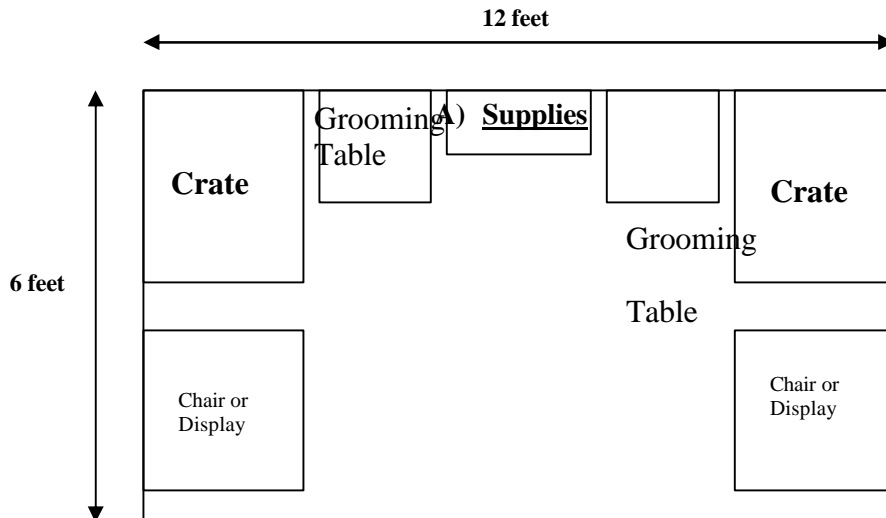 12 feet
Grooming
Table
A) Supplies
Crate
Crate
Grooming
Table
6 feet
Chair or
Display
Chair or
Display